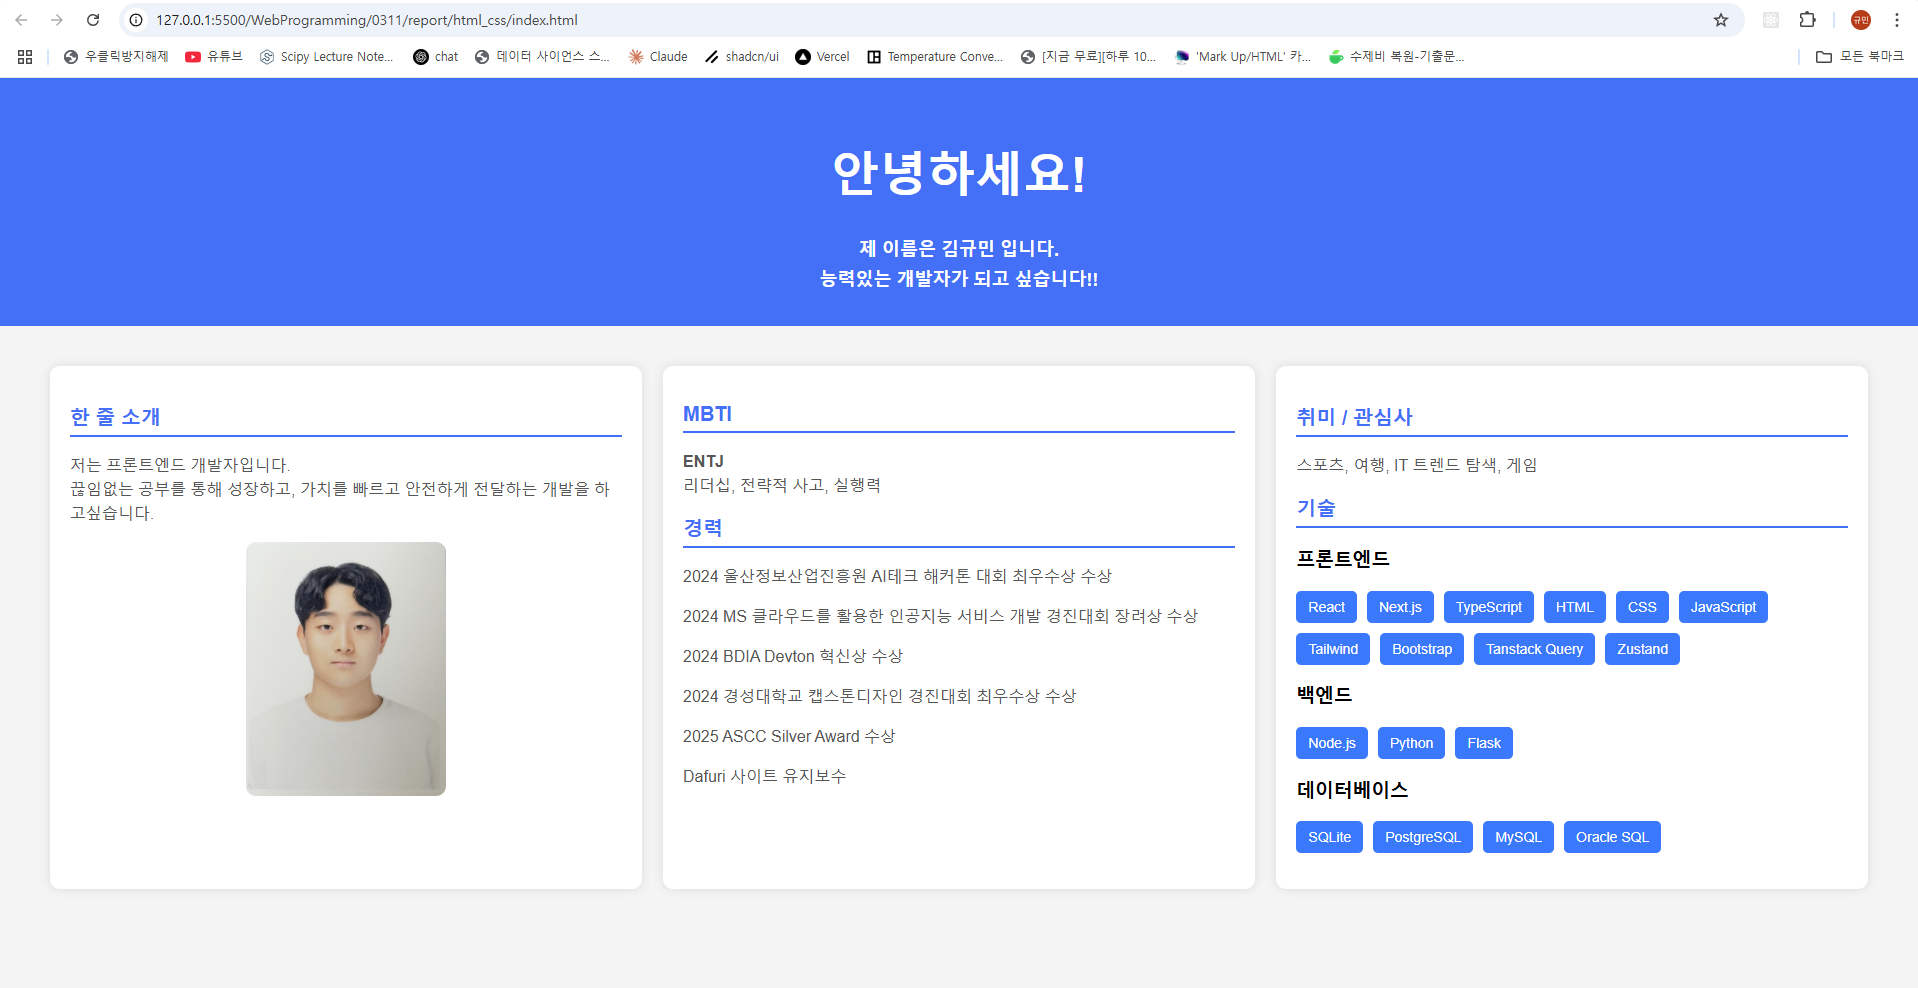 127.0.0.1:5500/WebProgramming/0311/report/html_css/index.html
규민
우클릭방지해제
유튜브
Scipy Lecture Note...
chat
데이터 사이언스 스...
Claude
shadcn/ui
Vercel
Temperature Conve...
[지금 무료][하루 10...
'Mark Up/HTML' 카...
수제비 복원-기출문...
모든 북마크
안녕하세요!
제 이름은 김규민 입니다.
능력있는 개발자가 되고 싶습니다!!
한 줄 소개
저는 프론트엔드 개발자입니다.
끊임없는 공부를 통해 성장하고, 가치를 빠르고 안전하게 전달하는 개발을 하
고싶습니다.
MBTI
ENTJ
리더십, 전략적 사고, 실행력
경력
2024 울산정보산업진흥원 AI테크 해커톤 대회 최우수상 수상
2024 MS 클라우드를 활용한 인공지능 서비스 개발 경진대회 장려상 수상
2024 BDIA Devton 혁신상 수상
2024 경성대학교 캡스톤디자인 경진대회 최우수상 수상
2025 ASCC Silver Award 수상
Dafuri 사이트 유지보수
취미 / 관심사
스포츠, 여행, IT 트렌드 탐색, 게임
기술
프론트엔드
React Next.js TypeScript HTML CSS JavaScript
Tailwind Bootstrap Tanstack Query Zustand
백엔드
Node.js Python Flask
데이터베이스
SQLite PostgreSQL MySQL Oracle SQL